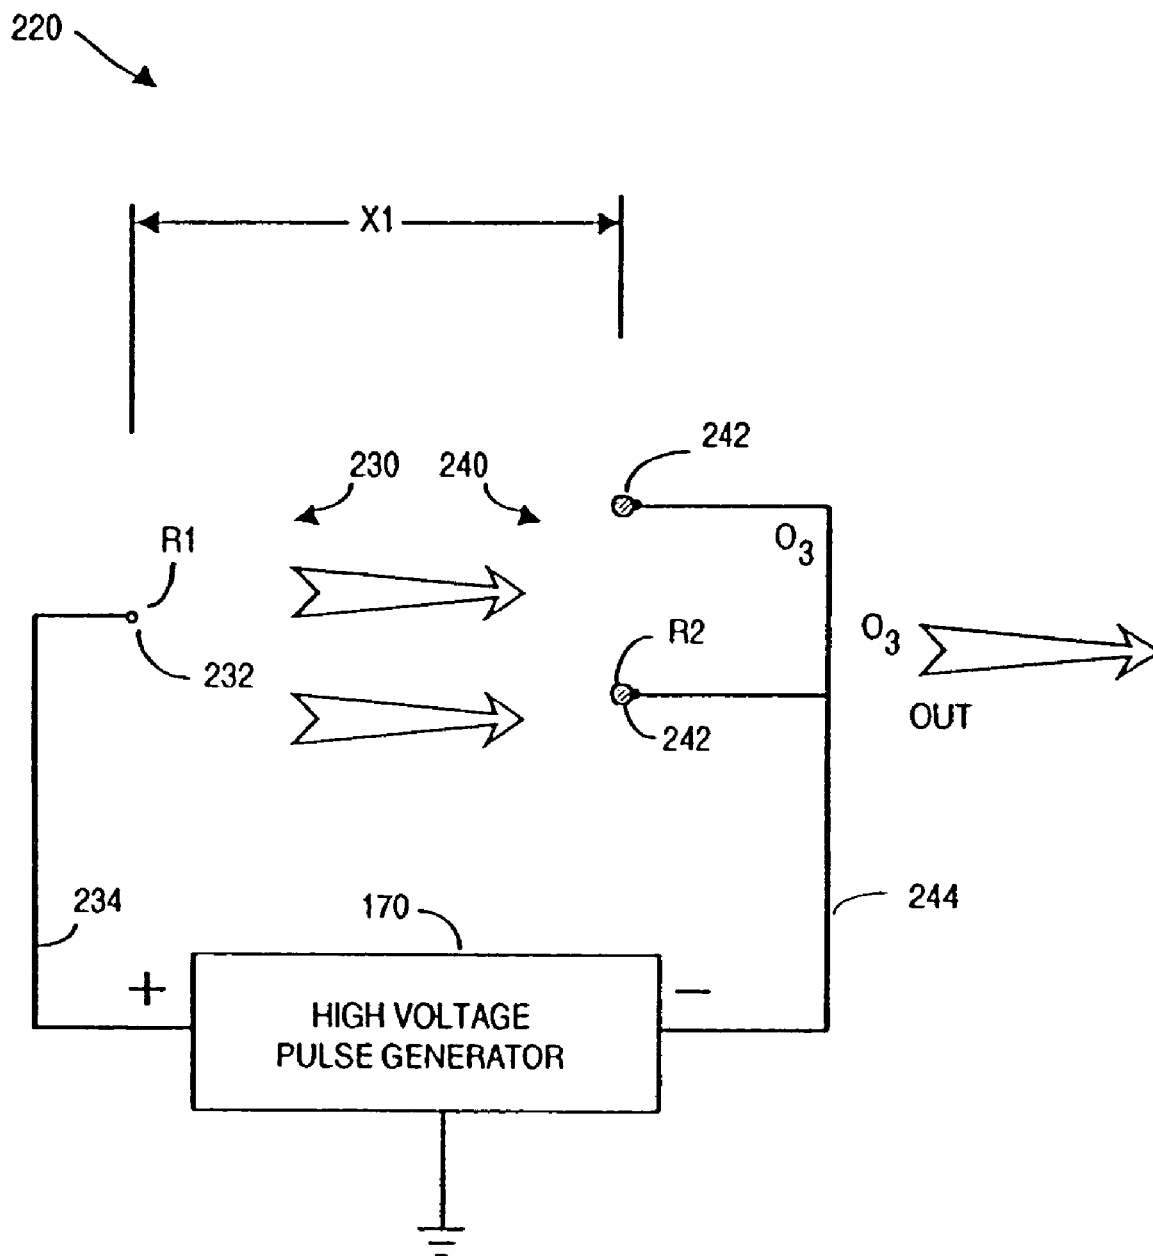 220
X1
242
230 240
R1
O3
232
R2
O3
242
OUT
234
170
244
+
−
HIGH VOLTAGE
PULSE GENERATOR